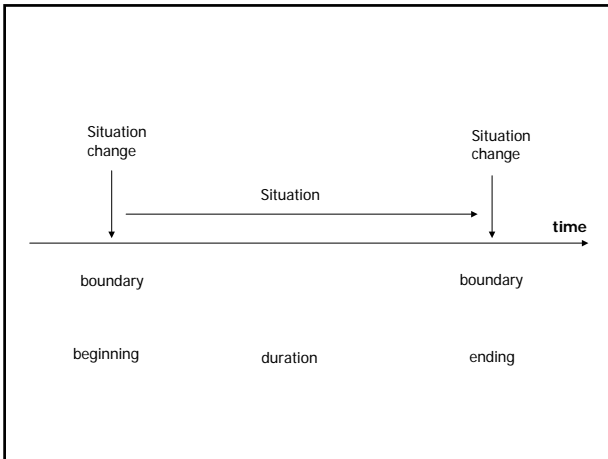 Situation
change
Situation
change
Situation
time
boundary
boundary
beginning
duration
ending